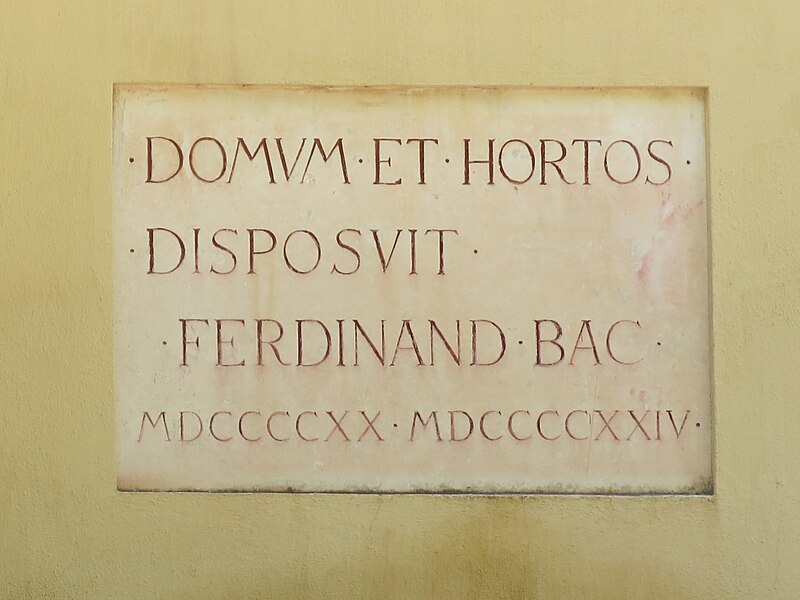 ·DOMVM·ET·HORTOS·
·DISPOSVIT·
·FERDINAND·BAC·
MDCCCCXX·MDCCCCXXIV·